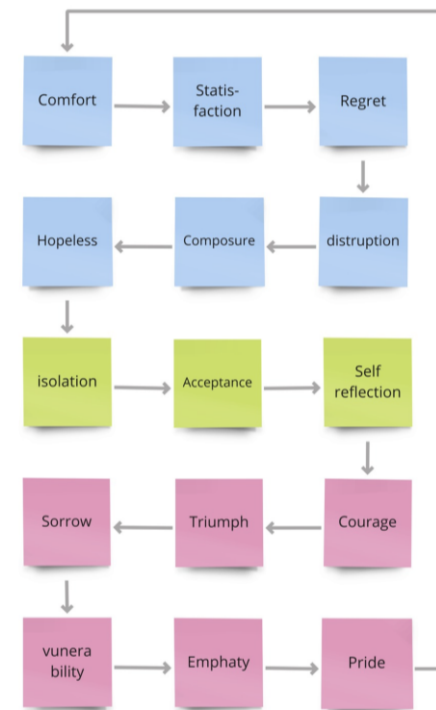 Comfort
Statis-
faction
Regret
Hopeless
Composure
distruption
isolation
Acceptance
Self
reflection
Sorrow
Triumph
Courage
vunera
bility
Emphaty
Pride